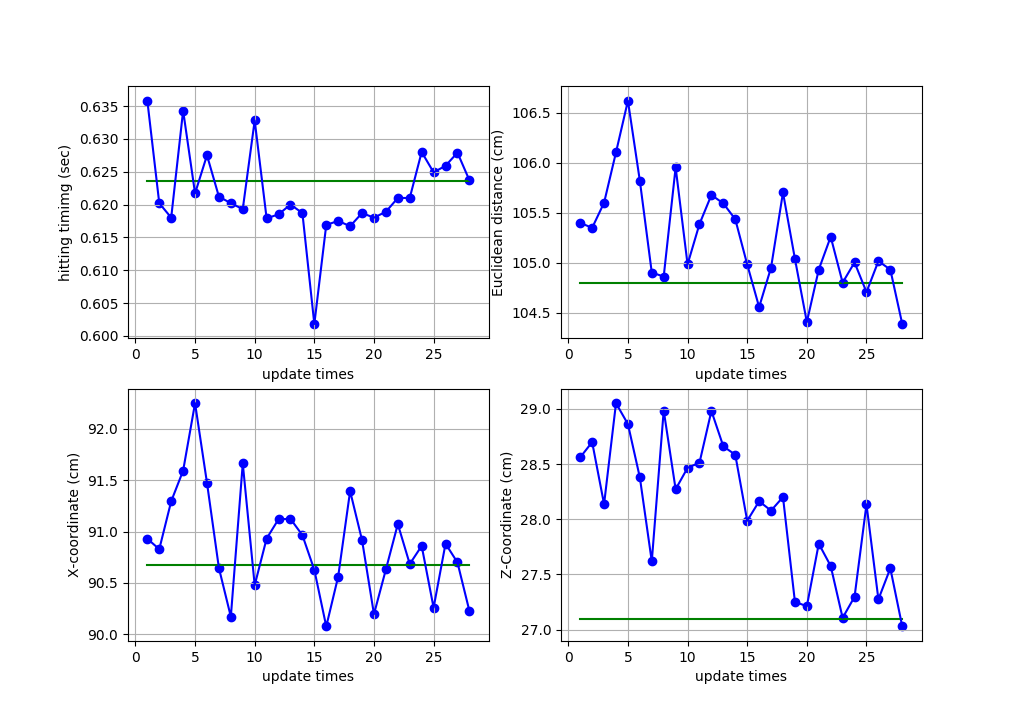 hitting timimg (sec)
0.635
0.630
0.625
0.620
0.615
0.610
0.605
0.600
0 5 10 15 20 25
update times
Euclidean distance (cm)
106.5
106.0
105.5
105.0
104.5
0 5 10 15 20 25
update times
X-coordinate (cm)
92.0
91.5
91.0
90.5
90.0
0 5 10 15 20 25
update times
Z-Coordinate (cm)
29.0
28.5
28.0
27.5
27.0
0 5 10 15 20 25
update times